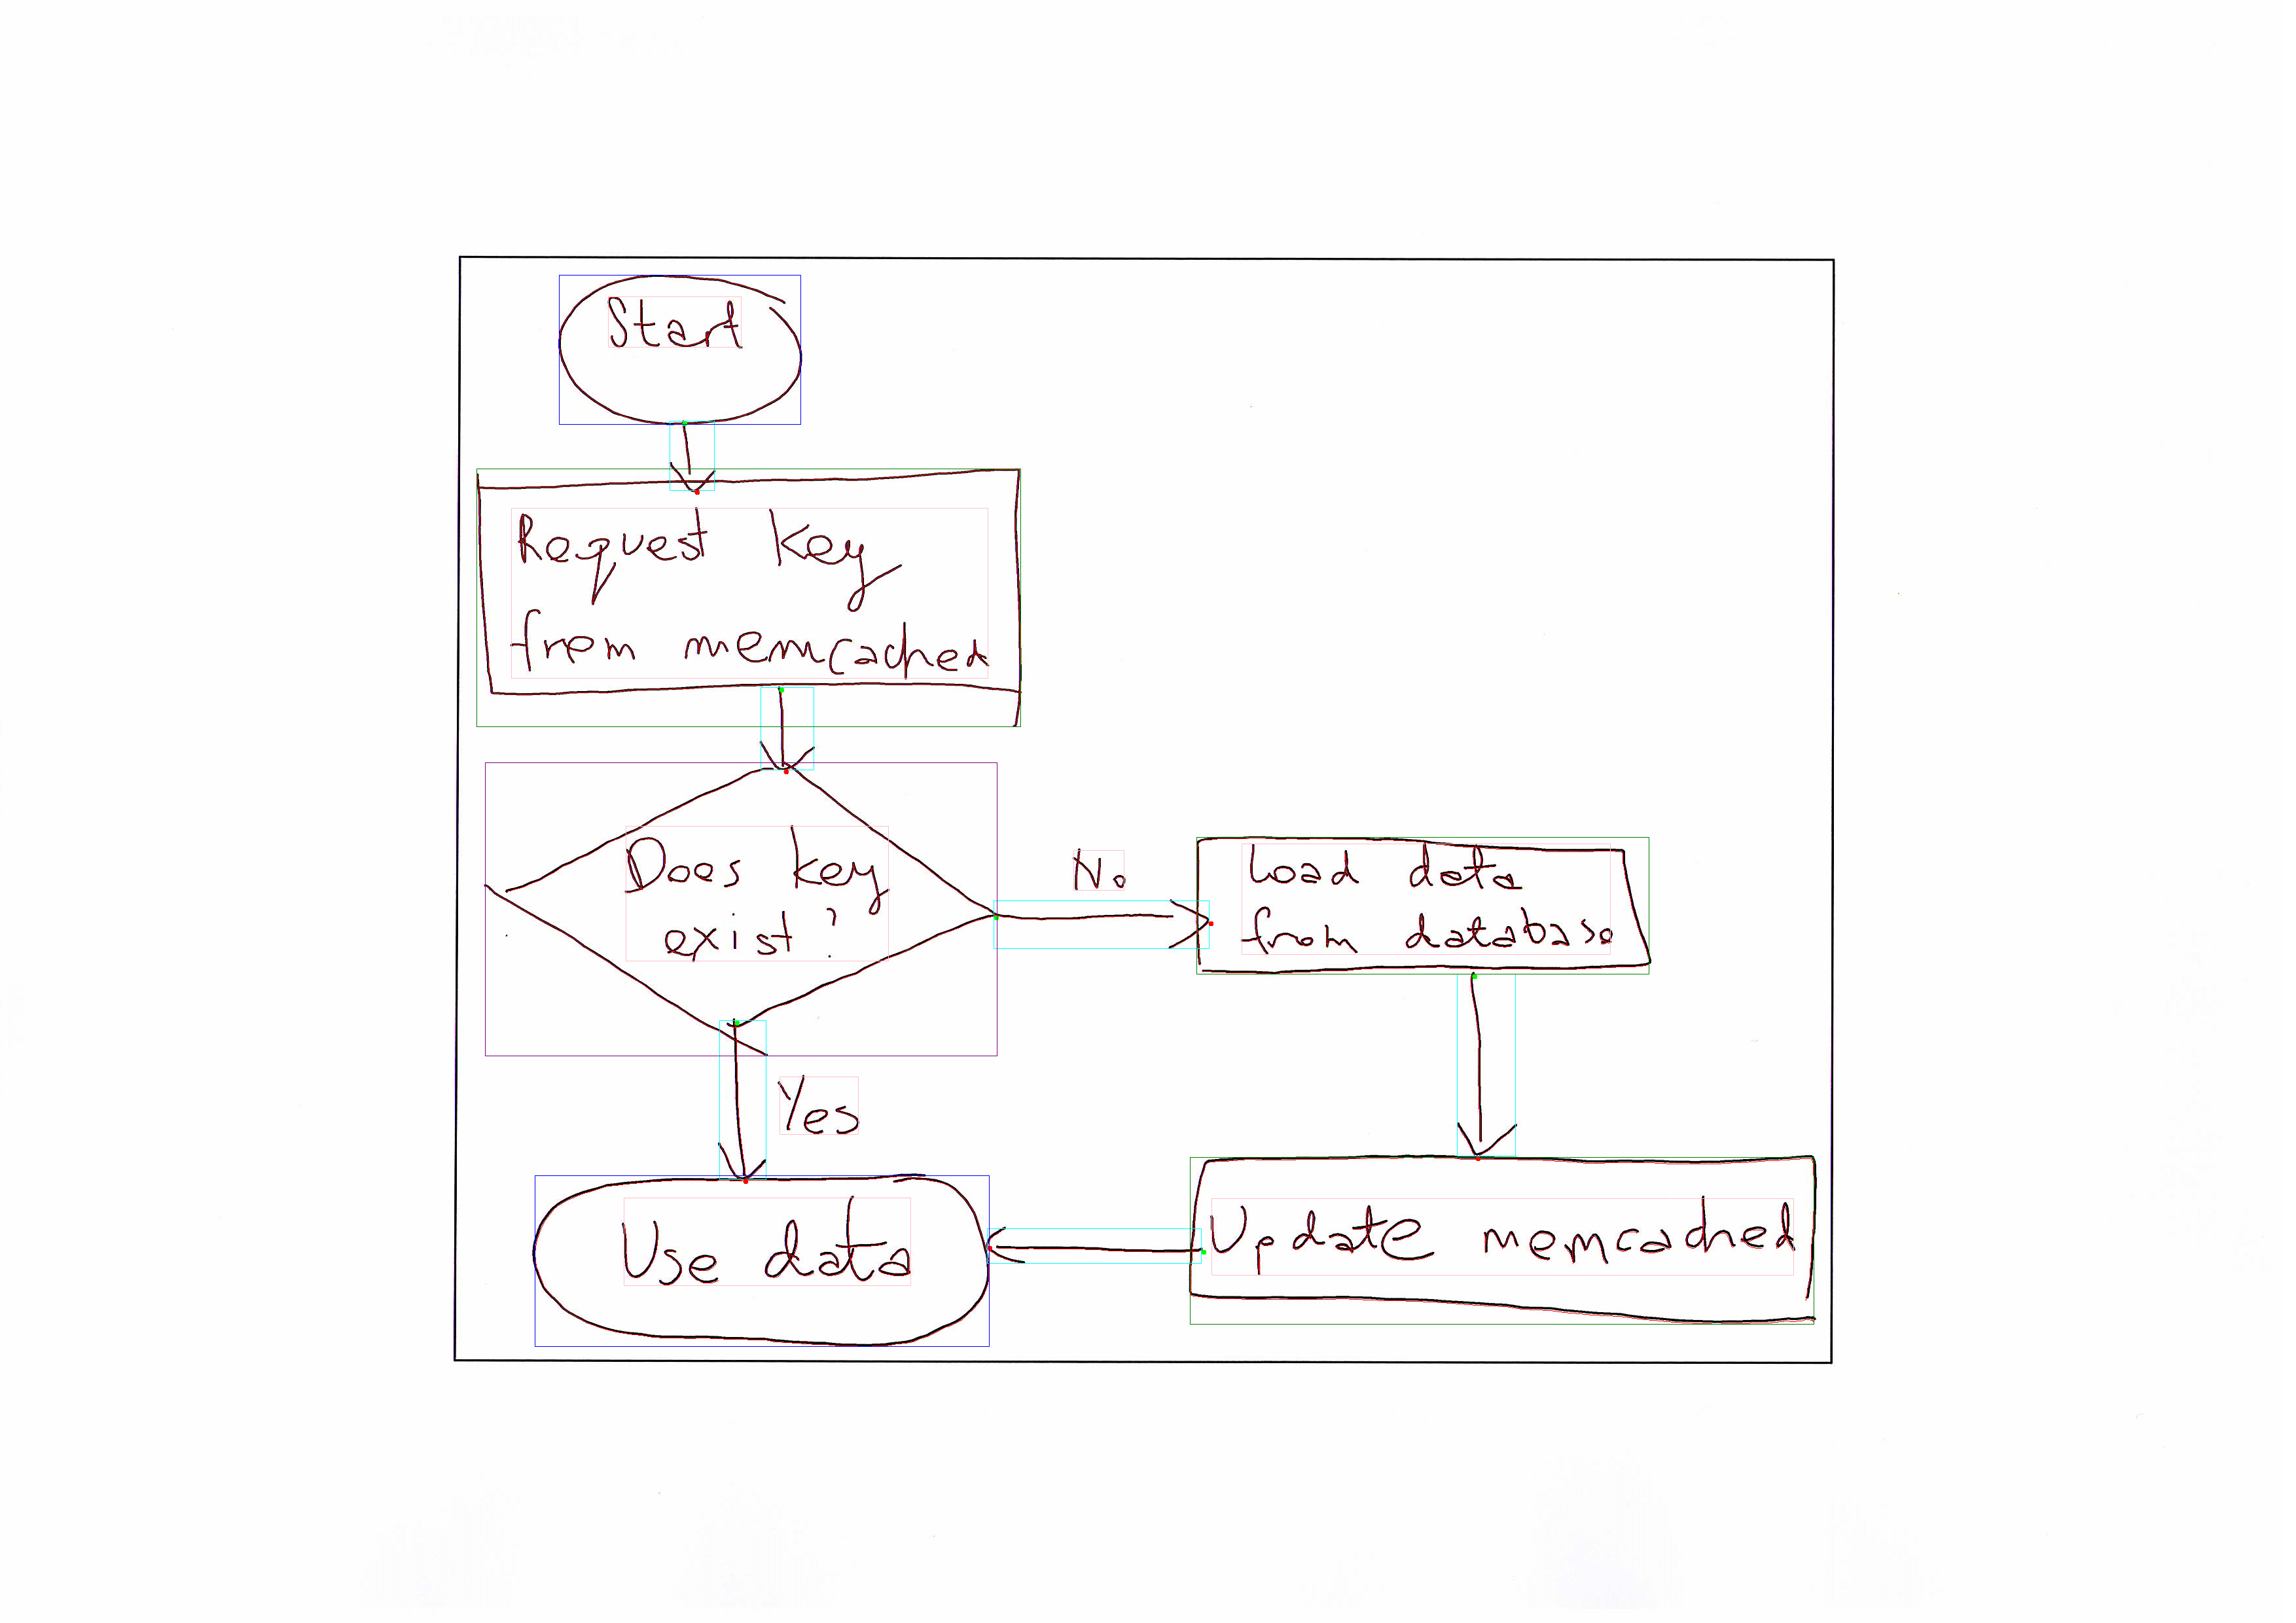 Start
Request key
from memcached
Does key
exist?
No
Load data
from database
Yes
Use data
Update memcached